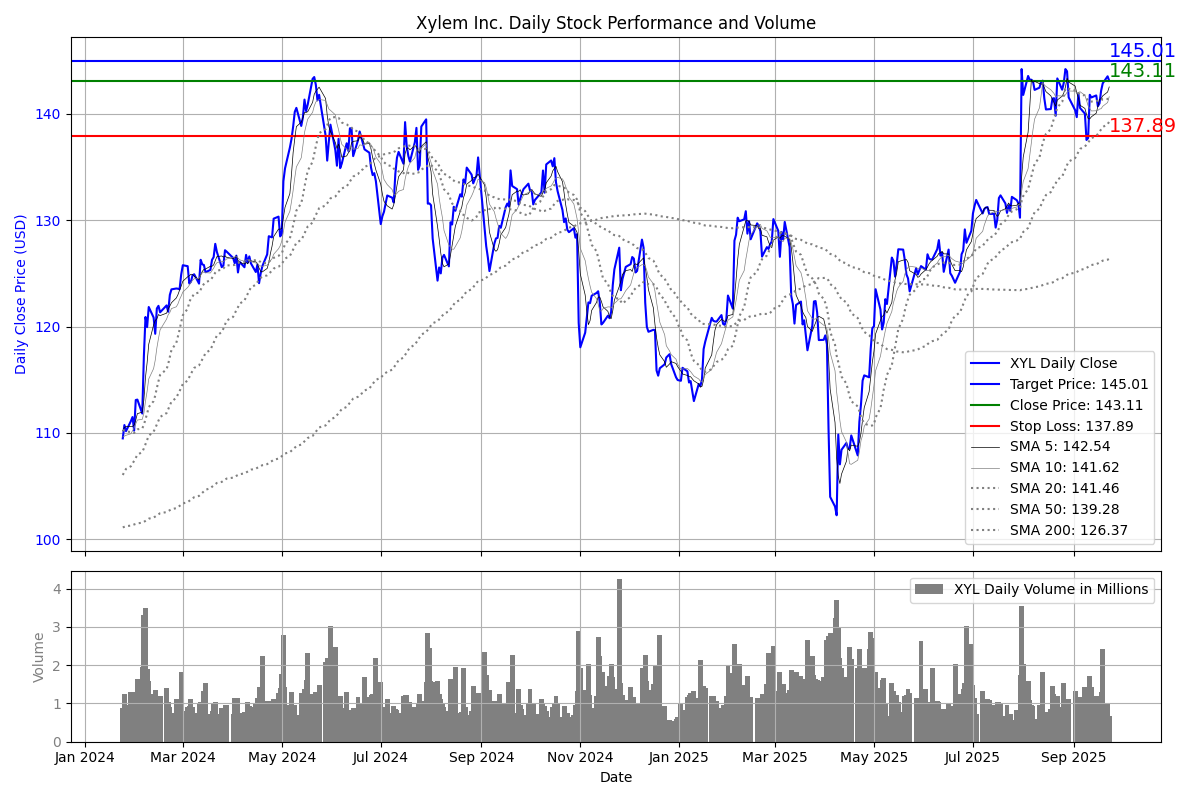 Xylem Inc. Daily Stock Performance and Volume
145.01
143.11
137.89
140
130
120
110
100
Daily Close Price (USD)
XYL Daily Close
Target Price: 145.01
Close Price: 143.11
Stop Loss: 137.89
SMA 5: 142.54
SMA 10: 141.62
SMA 20: 141.46
SMA 50: 139.28
SMA 200: 126.37
XYL Daily Volume in Millions
4
3
2
1
0
Volume
Jan 2024
Mar 2024
May 2024
Jul 2024
Sep 2024
Nov 2024
Jan 2025
Mar 2025
May 2025
Jul 2025
Sep 2025
Date